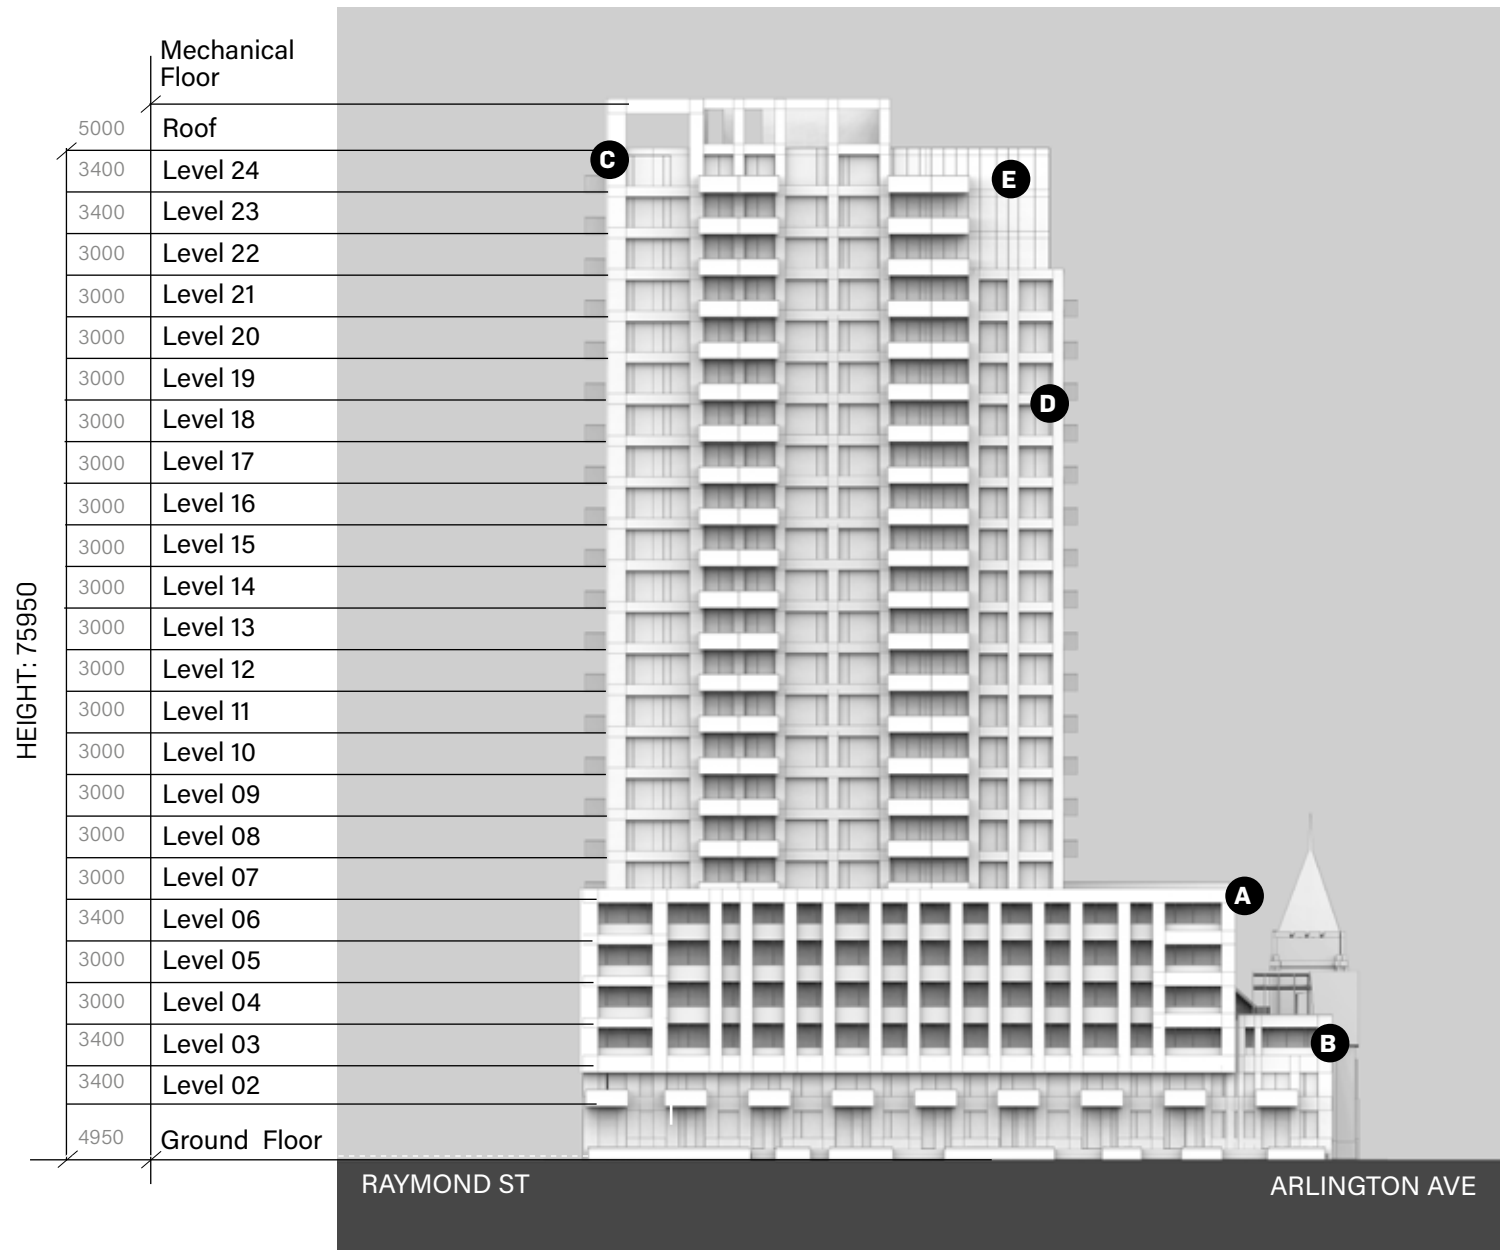 Mechanical
Floor
5000 Roof
3400 Level 24
3400 Level 23
3000 Level 22
3000 Level 21
3000 Level 20
3000 Level 19
3000 Level 18
3000 Level 17
3000 Level 16
3000 Level 15
3000 Level 14
3000 Level 13
3000 Level 12
3000 Level 11
3000 Level 10
3000 Level 09
3000 Level 08
3000 Level 07
3400 Level 06
3000 Level 05
3000 Level 04
3400 Level 03
3400 Level 02
4950 Ground Floor
HEIGHT: 75950
C
E
D
A
B
RAYMOND ST
ARLINGTON AVE